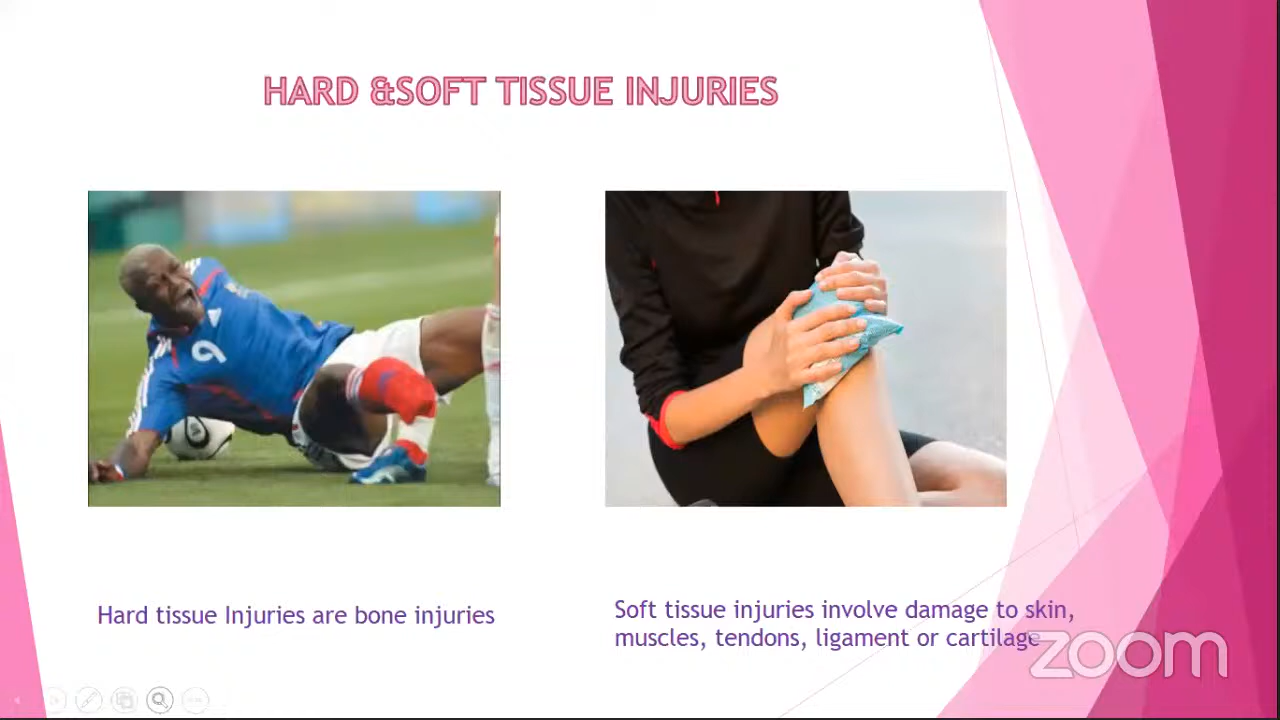 HARD &SOFT TISSUE INJURIES
9
Hard tissue Injuries are bone injuries
Soft tissue injuries involve damage to skin,
muscles, tendons, ligament or cartilage
zoom